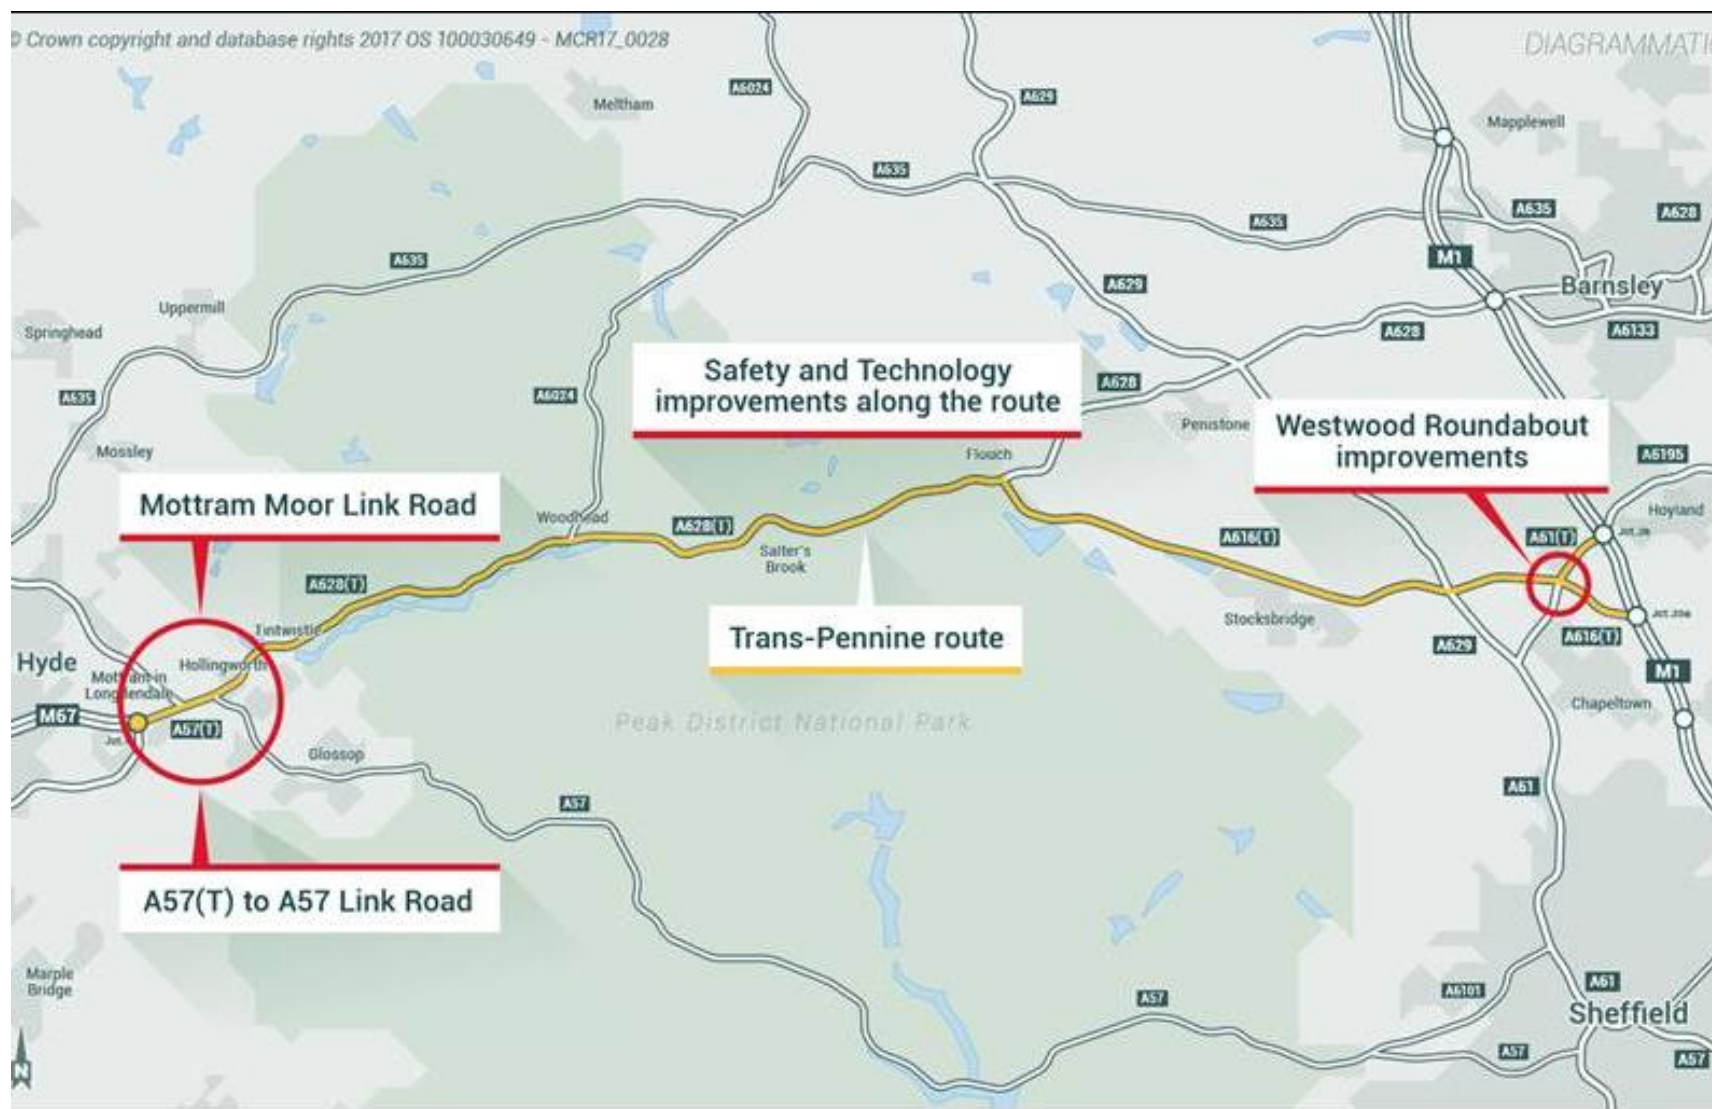 © Crown copyright and database rights 2017 OS 100030649 - MCR17_0028
DIAGRAMMATIC
A6024
Meltham
A629
Mapplewell
A635
A635
A635
A628
A635
M1
A629
Barnsley
Uppermill
Springhead
A628
A6133
Safety and Technology
improvements along the route
A628
A635
A6024
Penistone
Westwood Roundabout
improvements
Mossley
Flouch
A6195
Mottram Moor Link Road
Hoyland
Woodhead
A628(T)
A616(T)
A61(T)
Salter's
Brook
A628(T)
Stocksbridge
Trans-Pennine route
Tintwistle
A629
A616(T)
Hyde
Hollingworth
Mottram in
Longdendale
M1
M67
A57(T)
Peak District National Park
Chapeltown
Glossop
A57
A61
A57(T) to A57 Link Road
Marple
Bridge
A57
A6101
A61
Sheffield
A57
A57
N